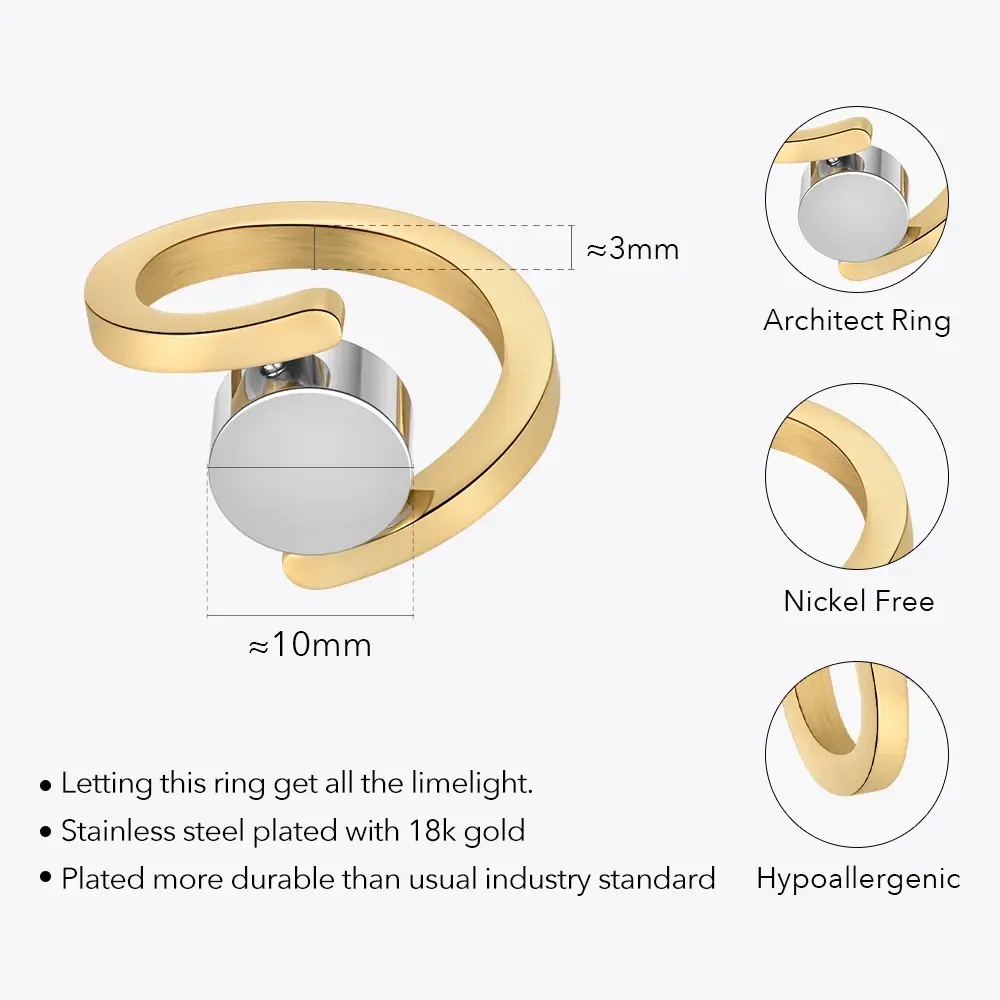 ≈3mm
Architect Ring
Nickel Free
≈10mm
• Letting this ring get all the limelight.
• Stainless steel plated with 18k gold
• Plated more durable than usual industry standard
Hypoallergenic